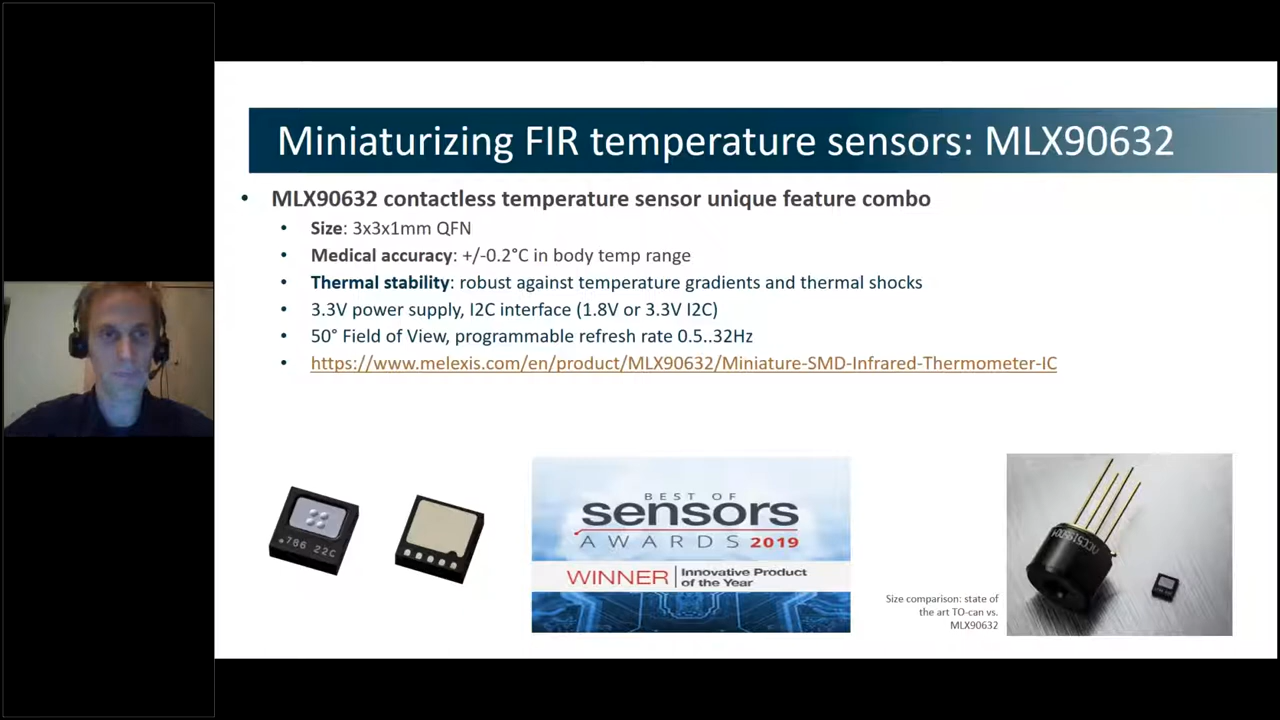 Miniaturizing FIR temperature sensors: MLX90632
• MLX90632 contactless temperature sensor unique feature combo
• Size: 3x3x1mm QFN
• Medical accuracy: +/-0.2°C in body temp range
• Thermal stability: robust against temperature gradients and thermal shocks
• 3.3V power supply, I2C interface (1.8V or 3.3V I2C)
• 50° Field of View, programmable refresh rate 0.5..32Hz
• https://www.melexis.com/en/product/MLX90632/Miniature-SMD-Infrared-Thermometer-IC
786 22C
BEST OF
sensors
AWARDS 2019
WINNER Innovative Product
of the Year
Size comparison: state of
the art TO-can vs.
MLX90632